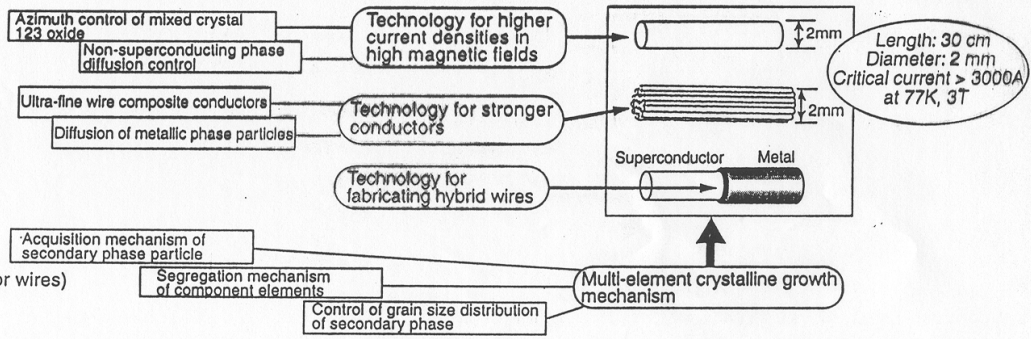 Azimuth control of mixed crystal
123 oxide
Non-superconducting phase
diffusion control
Technology for higher
current densities in
high magnetic fields
2mm
Length: 30 cm
Diameter: 2 mm
Critical current > 3000A
at 77K, 3T
Ultra-fine wire composite conductors
Diffusion of metallic phase particles
Technology for stronger
conductors
2mm
Technology for
fabricating hybrid wires
Superconductor Metal
Acquisition mechanism of
secondary phase particle
or wires)
Segregation mechanism
of component elements
Control of grain size distribution
of secondary phase
Multi-element crystalline growth
mechanism